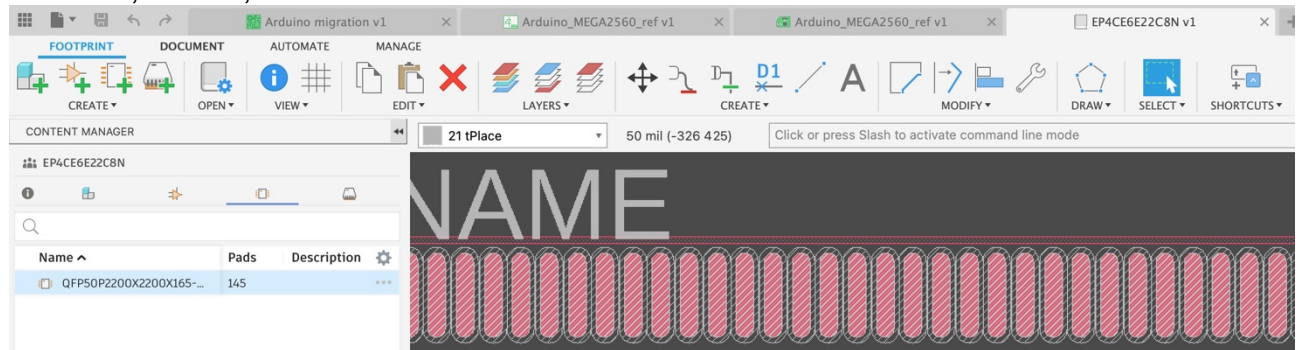 Arduino migration v1
Arduino_MEGA2560_ref v1
Arduino_MEGA2560_ref v1
EP4CE6E22C8N v1
FOOTPRINT DOCUMENT AUTOMATE MANAGE
D1
A
CREATE OPEN VIEW EDIT LAYERS CREATE MODIFY DRAW SELECT SHORTCUTS
CONTENT MANAGER
21 tPlace
50 mil (-326 425)
Click or press Slash to activate command line mode
EP4CE6E22C8N
NAME
Name Pads Description
QFP50P2200X2200X165-... 145